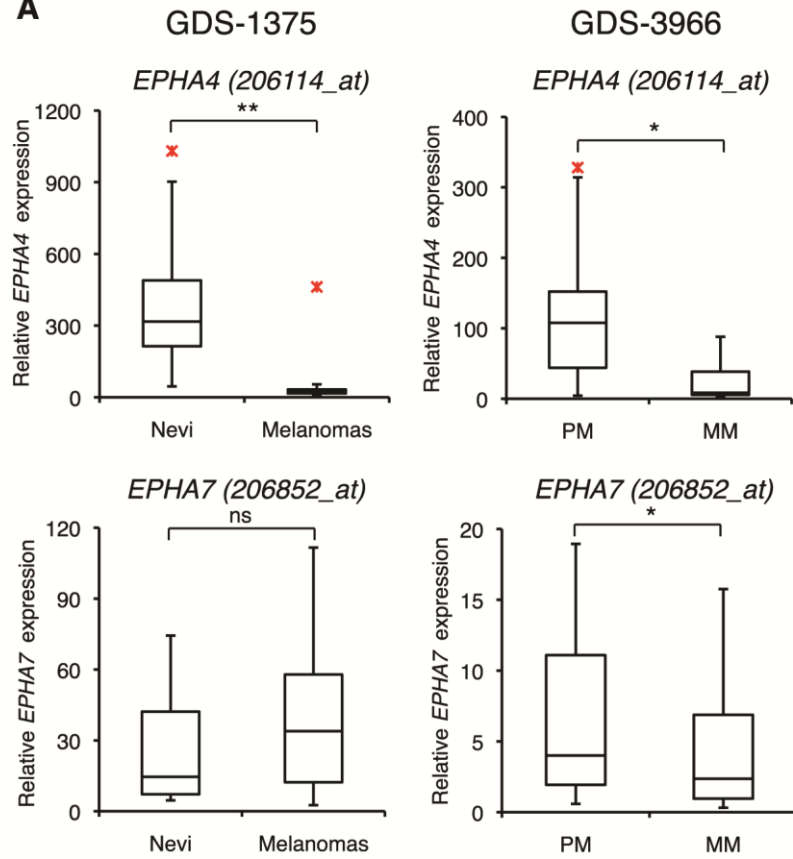 A
GDS-1375
GDS-3966
EPHA4 (206114_at)
**
Relative EPHA4 expression
1200
900
600
300
0
Nevi
Melanomas
EPHA4 (206114_at)
*
Relative EPHA4 expression
400
300
200
100
0
PM
MM
EPHA7 (206852_at)
ns
Relative EPHA7 expression
120
90
60
30
0
Nevi
Melanomas
EPHA7 (206852_at)
*
Relative EPHA7 expression
20
15
10
5
0
PM
MM